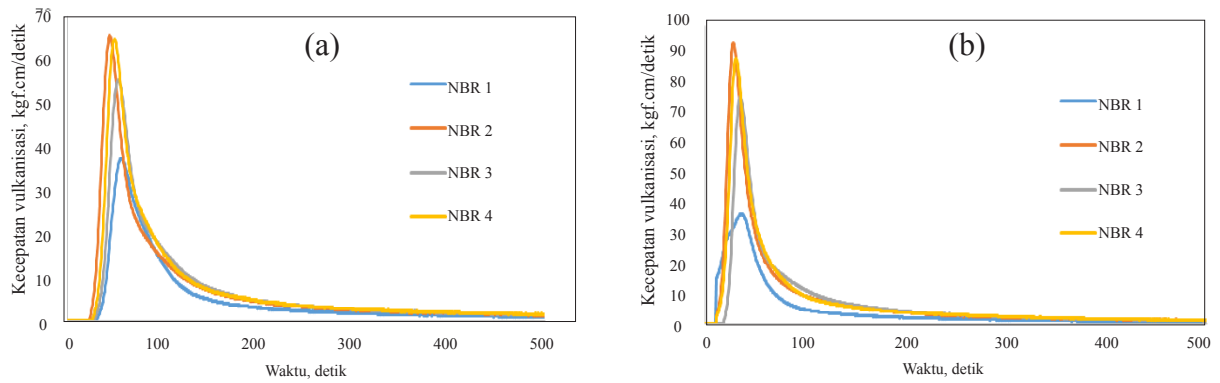 (a)
Kecepatan vulkanisasi, kgf.cm/detik
70
60
50
40
30
20
10
0
0 100 200 300 400 500
Waktu, detik
NBR 1
NBR 2
NBR 3
NBR 4
(b)
Kecepatan vulkanisasi, kgf.cm/detik
100
90
80
70
60
50
40
30
20
10
0
0 100 200 300 400 500
Waktu, detik
NBR 1
NBR 2
NBR 3
NBR 4